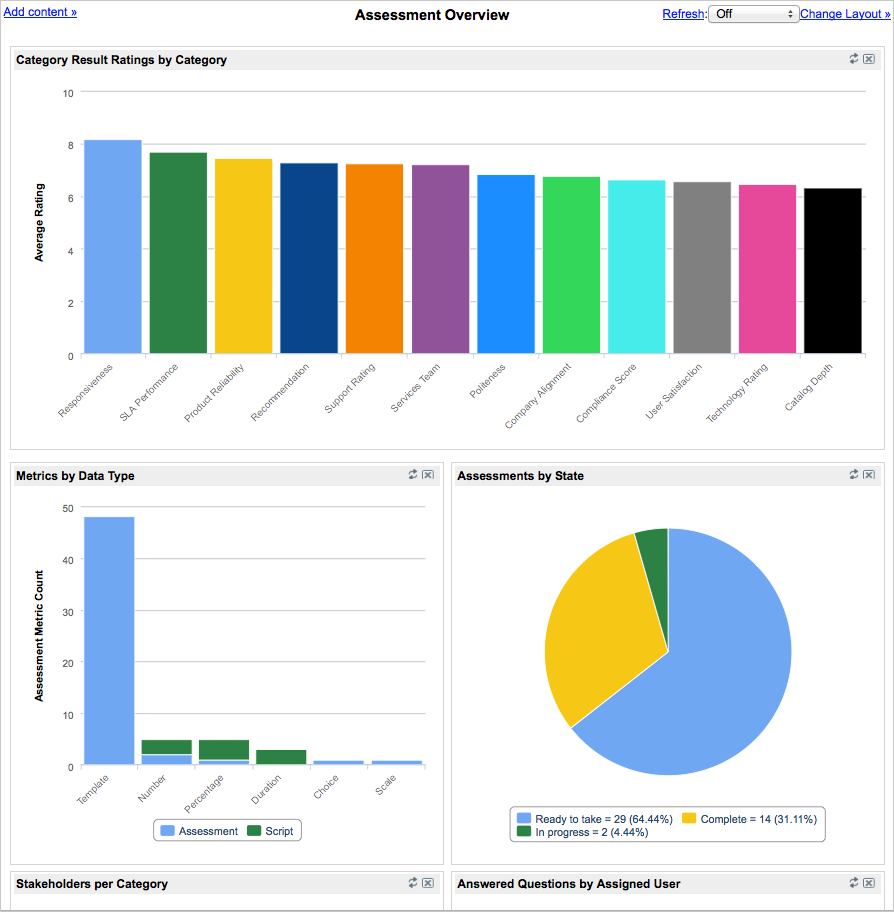 Add content »
Assessment Overview
Refresh: Off Change Layout »
Category Result Ratings by Category
10
8
6
4
2
0
Average Rating
Responsiveness
SLA Performance
Product Reliability
Recommendation
Support Rating
Services Team
Politeness
Company Alignment
Compliance Score
User Satisfaction
Technology Rating
Catalog Depth
Metrics by Data Type
50
40
30
20
10
0
Assessment Metric Count
Template
Number
Percentage
Duration
Choice
Scale
Assessment Script
Assessments by State
Ready to take = 29 (64.44%) Complete = 14 (31.11%)
In progress = 2 (4.44%)
Stakeholders per Category
Answered Questions by Assigned User